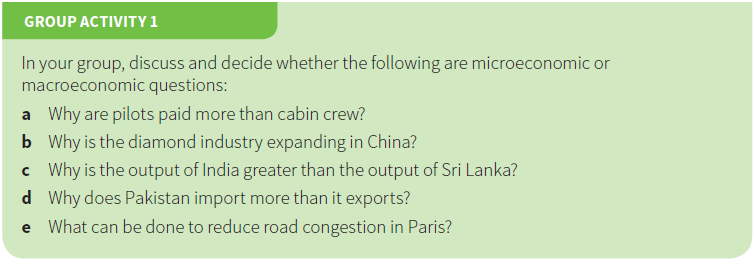 GROUP ACTIVITY 1
In your group, discuss and decide whether the following are microeconomic or
macroeconomic questions:
a Why are pilots paid more than cabin crew?
b Why is the diamond industry expanding in China?
c Why is the output of India greater than the output of Sri Lanka?
d Why does Pakistan import more than it exports?
e What can be done to reduce road congestion in Paris?